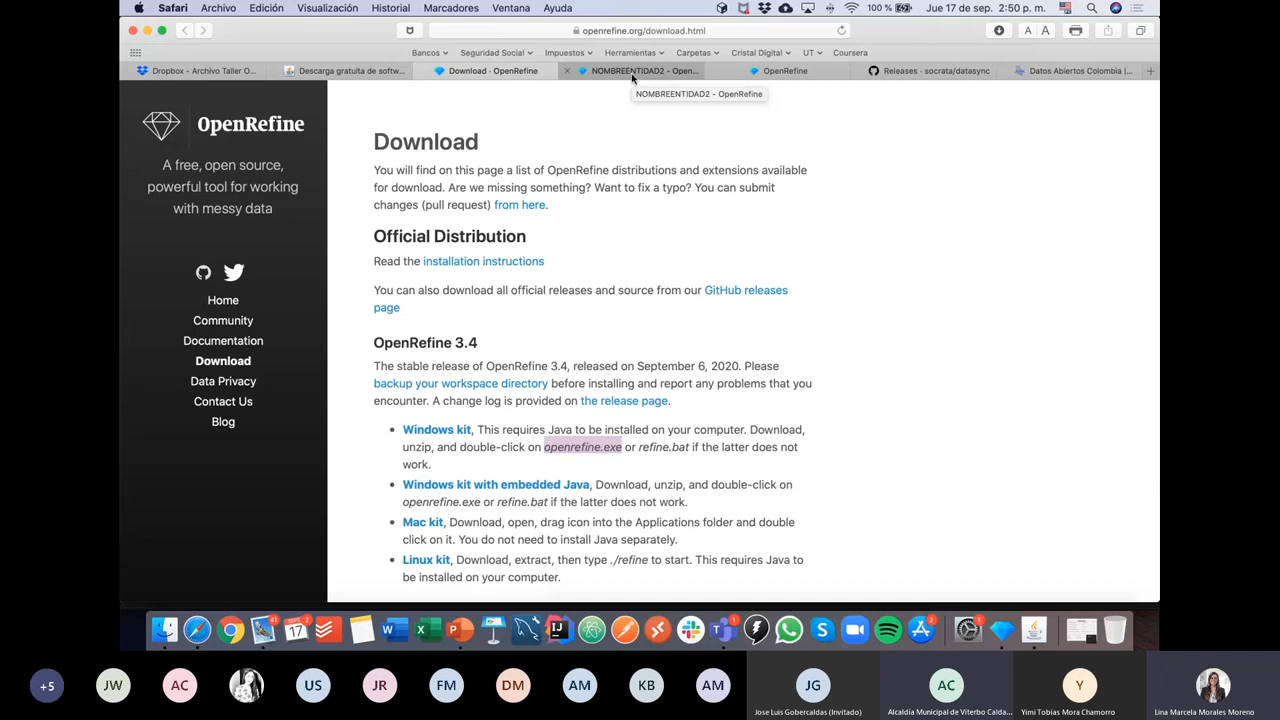 Safari Archivo Edición Visualización Historial Marcadores Ventana Ayuda 100 % Jue 17 de sep. 2:50 p. m.
openrefine.org/download.html A A
Bancos Seguridad Social Impuestos Herramientas Carpetas Cristal Digital UT Coursera
Dropbox - Archivo Taller O... Descarga gratuita de softw... Download · OpenRefine NOMBREENTIDAD2 - Open... OpenRefine Releases · socrata/datasync Datos Abiertos Colombia |...
NOMBREENTIDAD2 - OpenRefine
OpenRefine
A free, open source,
powerful tool for working
with messy data
Home
Community
Documentation
Download
Data Privacy
Contact Us
Blog
Download
You will find on this page a list of OpenRefine distributions and extensions available
for download. Are we missing something? Want to fix a typo? You can submit
changes (pull request) from here.
Official Distribution
Read the installation instructions
You can also download all official releases and source from our GitHub releases
page
OpenRefine 3.4
The stable release of OpenRefine 3.4, released on September 6, 2020. Please
backup your workspace directory before installing and report any problems that you
encounter. A change log is provided on the release page.
• Windows kit, This requires Java to be installed on your computer. Download,
unzip, and double-click on openrefine.exe or refine.bat if the latter does not
work.
• Windows kit with embedded Java, Download, unzip, and double-click on
openrefine.exe or refine.bat if the latter does not work.
• Mac kit, Download, open, drag icon into the Applications folder and double
click on it. You do not need to install Java separately.
• Linux kit, Download, extract, then type ./refine to start. This requires Java to
be installed on your computer.
+5 JW AC US JR FM DM AM KB AM JG AC Y
Jose Luis Gobercaldas (Invitado) Alcaldía Municipal de Viterbo Calda... Yimi Tobias Mora Chamorro Lina Marcela Morales Moreno